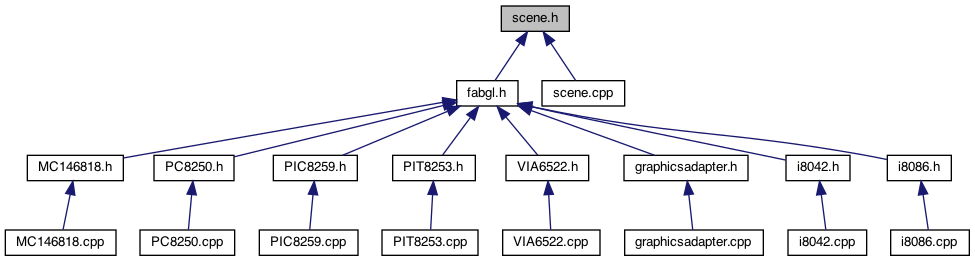 scene.h
fabgl.h
scene.cpp
MC146818.h
PC8250.h
PIC8259.h
PIT8253.h
VIA6522.h
graphicsadapter.h
i8042.h
i8086.h
MC146818.cpp
PC8250.cpp
PIC8259.cpp
PIT8253.cpp
VIA6522.cpp
graphicsadapter.cpp
i8042.cpp
i8086.cpp